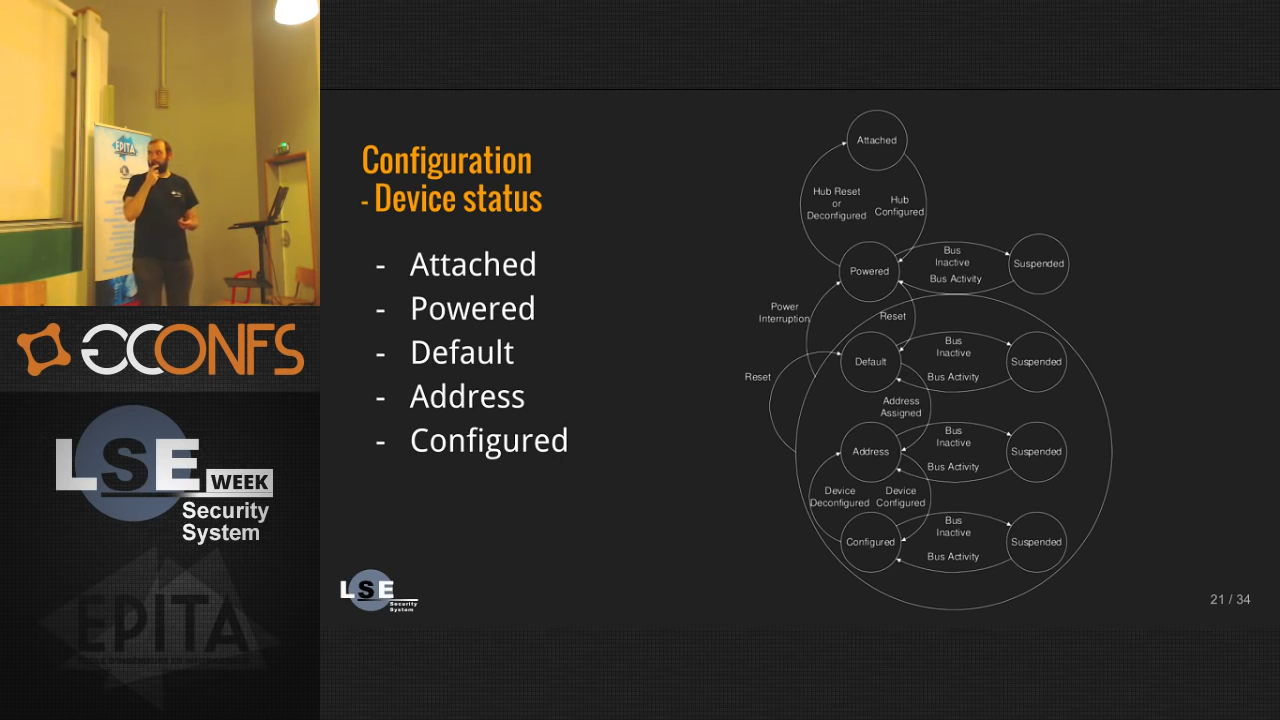 EPITA
CONFS
LSE
WEEK
Security
System
EPITA
Configuration
- Device status
- Attached
- Powered
- Default
- Address
- Configured
Attached
Hub Reset
or
Deconfigured
Hub
Configured
Powered
Bus
Inactive
Bus Activity
Suspended
Power
Interruption
Reset
Default
Bus
Inactive
Bus Activity
Suspended
Reset
Address
Assigned
Address
Bus
Inactive
Bus Activity
Suspended
Device
Deconfigured
Device
Configured
Configured
Bus
Inactive
Bus Activity
Suspended
LSE
Security
System
21 / 34